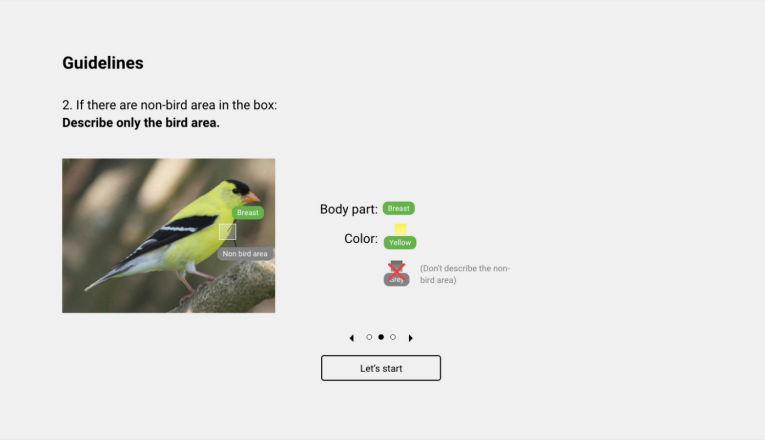 Guidelines
2. If there are non-bird area in the box:
Describe only the bird area.
Breast
Non bird area
Body part: Breast
Color: Yellow
Grey
(Don't describe the non-
bird area)
Let's start